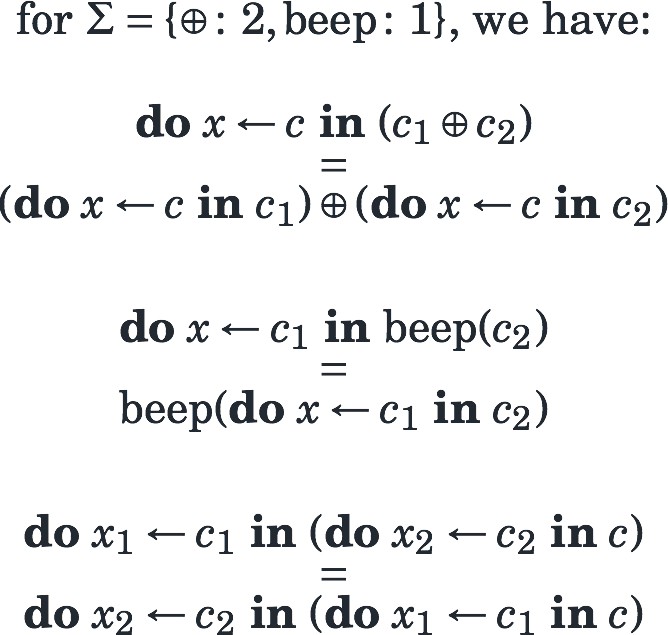 for Σ = {⊕ : 2, beep : 1}, we have:
do x ← c in (c₁ ⊕ c₂)
=
(do x ← c in c₁) ⊕ (do x ← c in c₂)
do x ← c₁ in beep(c₂)
=
beep(do x ← c₁ in c₂)
do x₁ ← c₁ in (do x₂ ← c₂ in c)
=
do x₂ ← c₂ in (do x₁ ← c₁ in c)